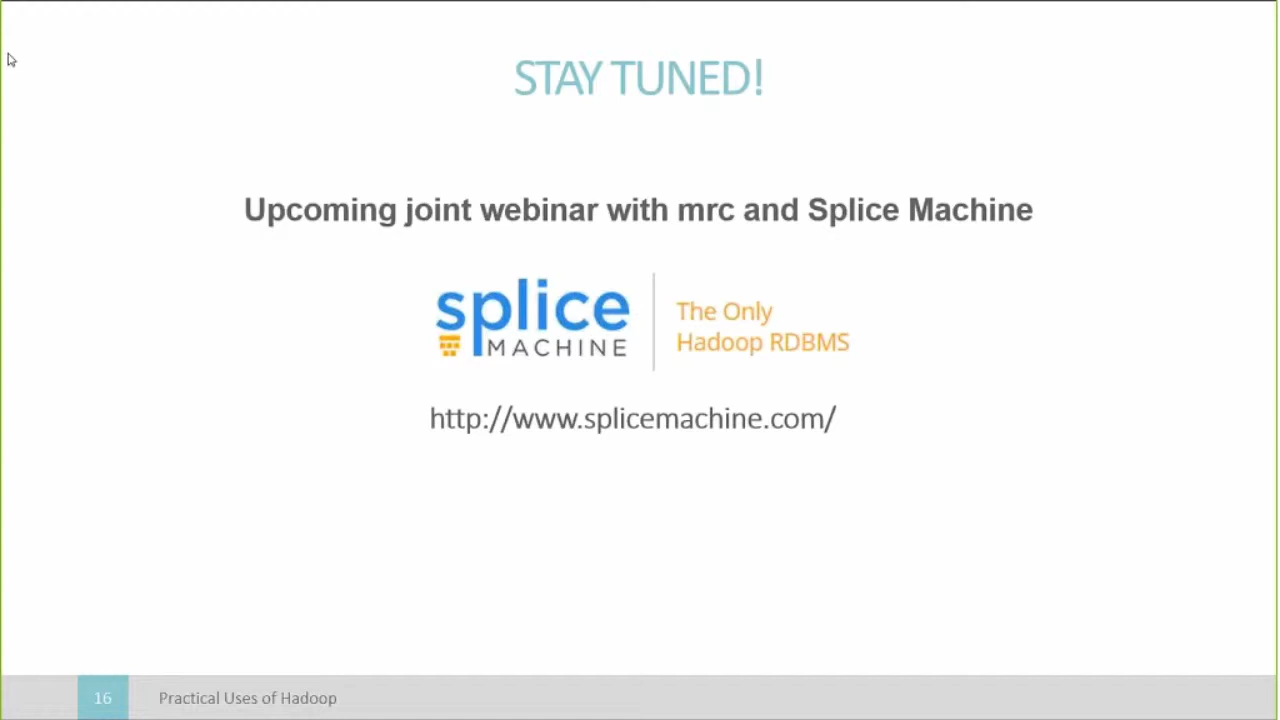 STAY TUNED!
Upcoming joint webinar with mrc and Splice Machine
splice
MACHINE
The Only
Hadoop RDBMS
http://www.splicemachine.com/
16
Practical Uses of Hadoop